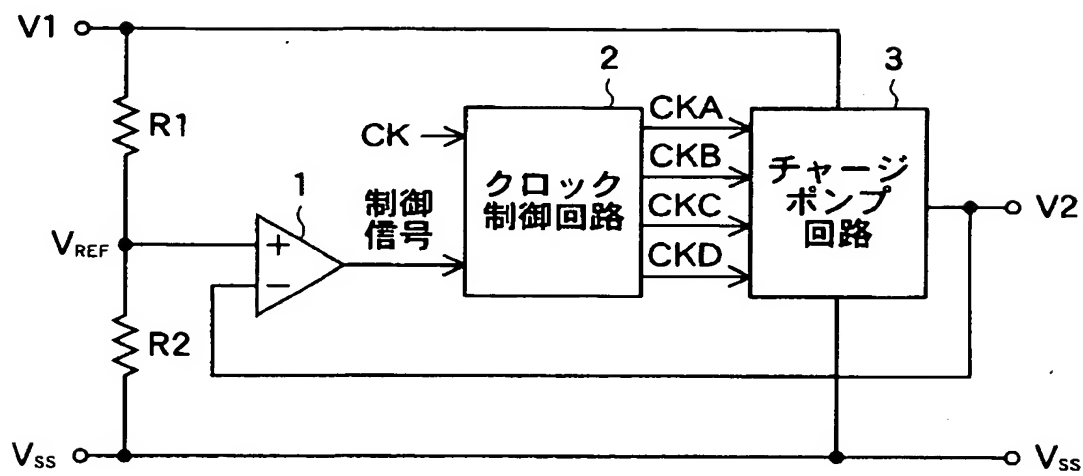 V1
R1
VREF
R2
VSS
1
制御
信号
CK
2
クロック
制御回路
CKA
CKB
CKC
CKD
3
チャージ
ポンプ
回路
V2
VSS
+
−